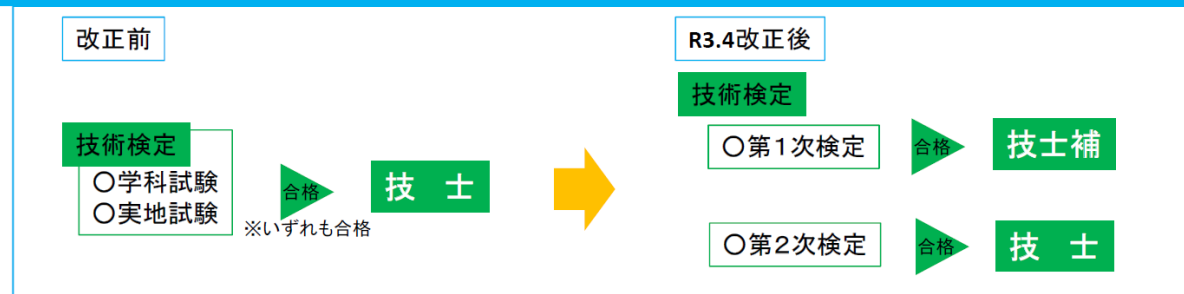 改正前
技術検定
〇学科試験
〇実地試験
合格
※いずれも合格
技　士
R3.4改正後
技術検定
〇第1次検定
合格
技士補
〇第2次検定
合格
技　士